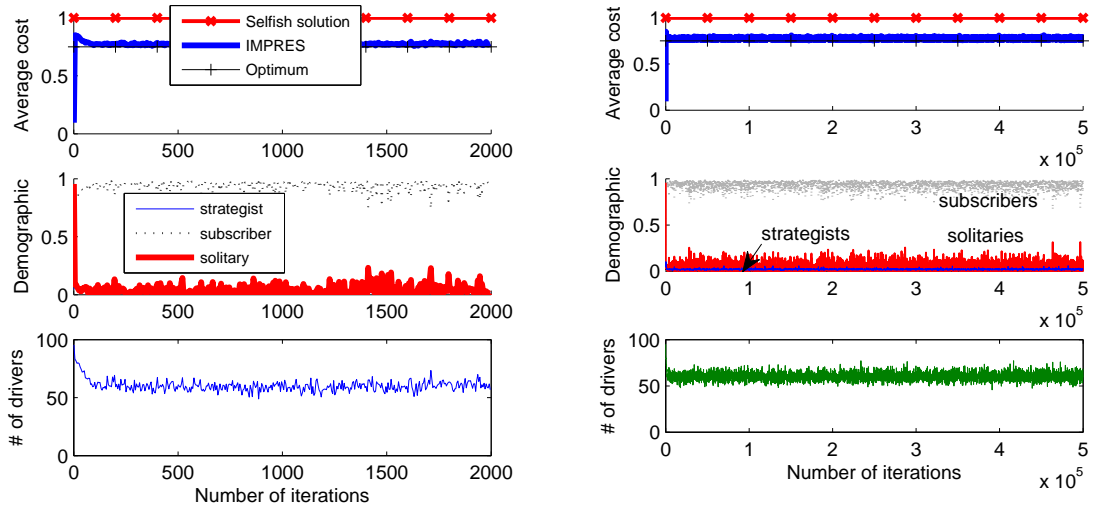 Average cost
1
0.5
0
Selfish solution
IMPRES
Optimum
0 500 1000 1500 2000
Demographic
1
0.5
0
strategist
subscriber
solitary
0 500 1000 1500 2000
# of drivers
100
50
0
0 500 1000 1500 2000
Number of iterations
Average cost
1
0.5
0
0 1 2 3 4 5
x 10^5
Demographic
1
0.5
0
subscribers
strategists
solitaries
0 1 2 3 4 5
x 10^5
# of drivers
100
50
0
0 1 2 3 4 5
Number of iterations
x 10^5